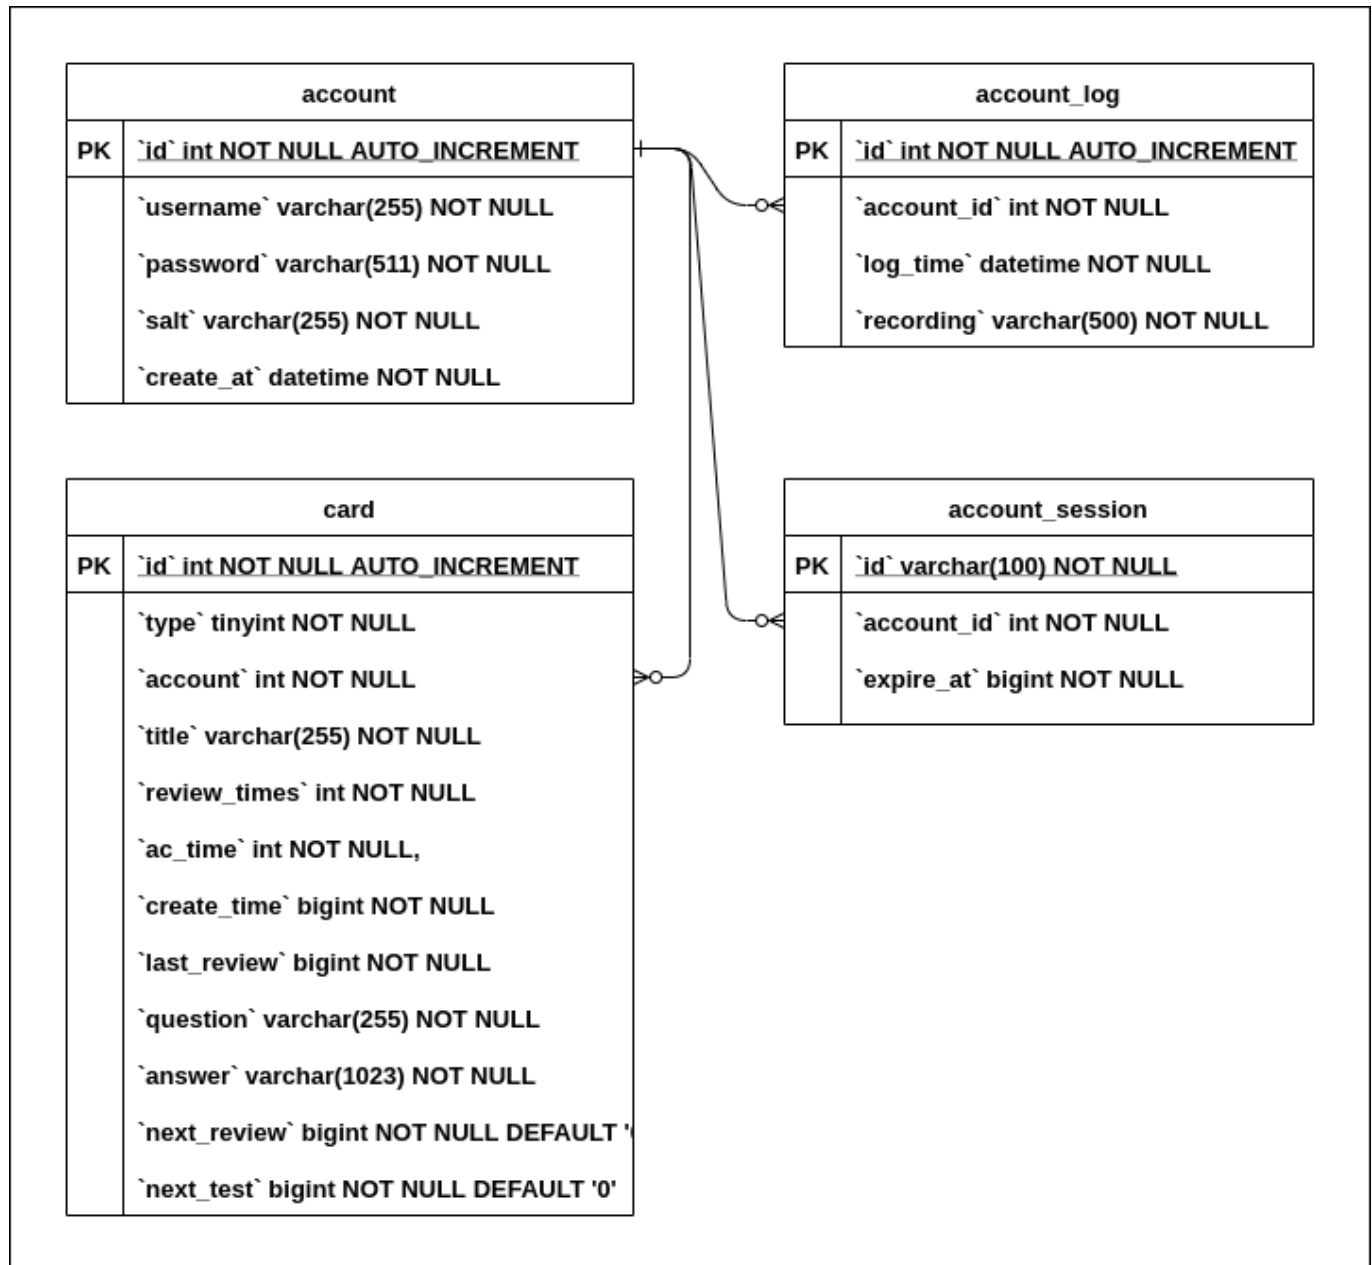 account
PK `id` int NOT NULL AUTO_INCREMENT
`username` varchar(255) NOT NULL
`password` varchar(511) NOT NULL
`salt` varchar(255) NOT NULL
`create_at` datetime NOT NULL
account_log
PK `id` int NOT NULL AUTO_INCREMENT
`account_id` int NOT NULL
`log_time` datetime NOT NULL
`recording` varchar(500) NOT NULL
card
PK `id` int NOT NULL AUTO_INCREMENT
`type` tinyint NOT NULL
`account` int NOT NULL
`title` varchar(255) NOT NULL
`review_times` int NOT NULL
`ac_time` int NOT NULL,
`create_time` bigint NOT NULL
`last_review` bigint NOT NULL
`question` varchar(255) NOT NULL
`answer` varchar(1023) NOT NULL
`next_review` bigint NOT NULL DEFAULT
`next_test` bigint NOT NULL DEFAULT '0'
account_session
PK `id` varchar(100) NOT NULL
`account_id` int NOT NULL
`expire_at` bigint NOT NULL